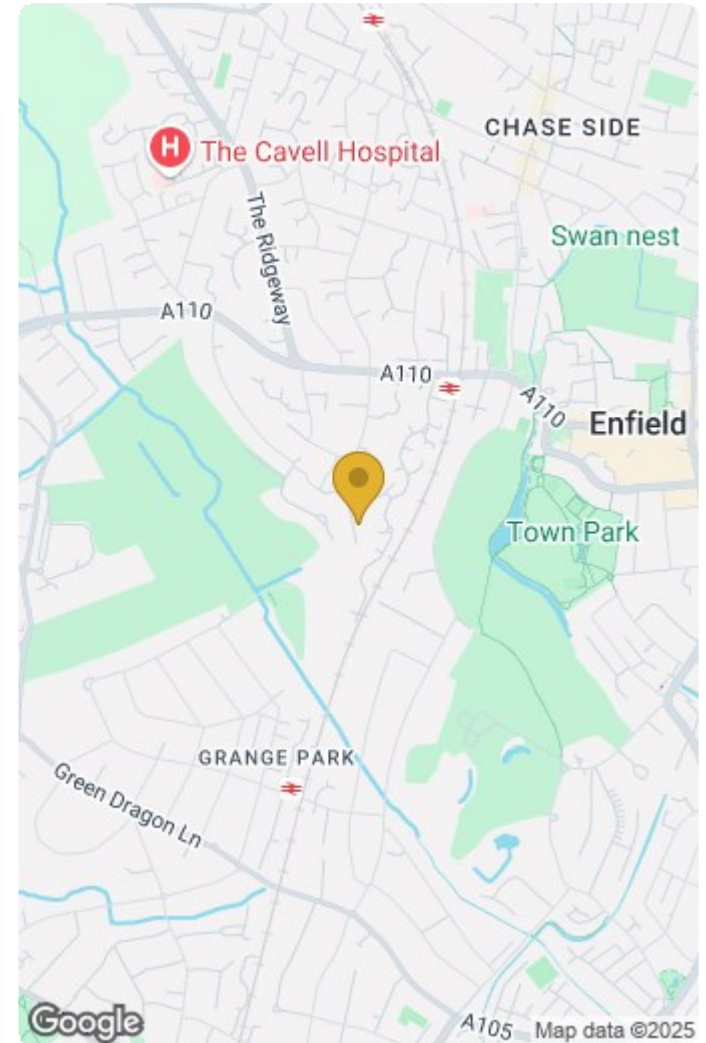 CHASE SIDE
H
The Cavell Hospital
The Ridgeway
Swan nest
A110
A110
A110
Enfield
Town Park
GRANGE PARK
Green Dragon Ln
A105
Google
Map data ©2025